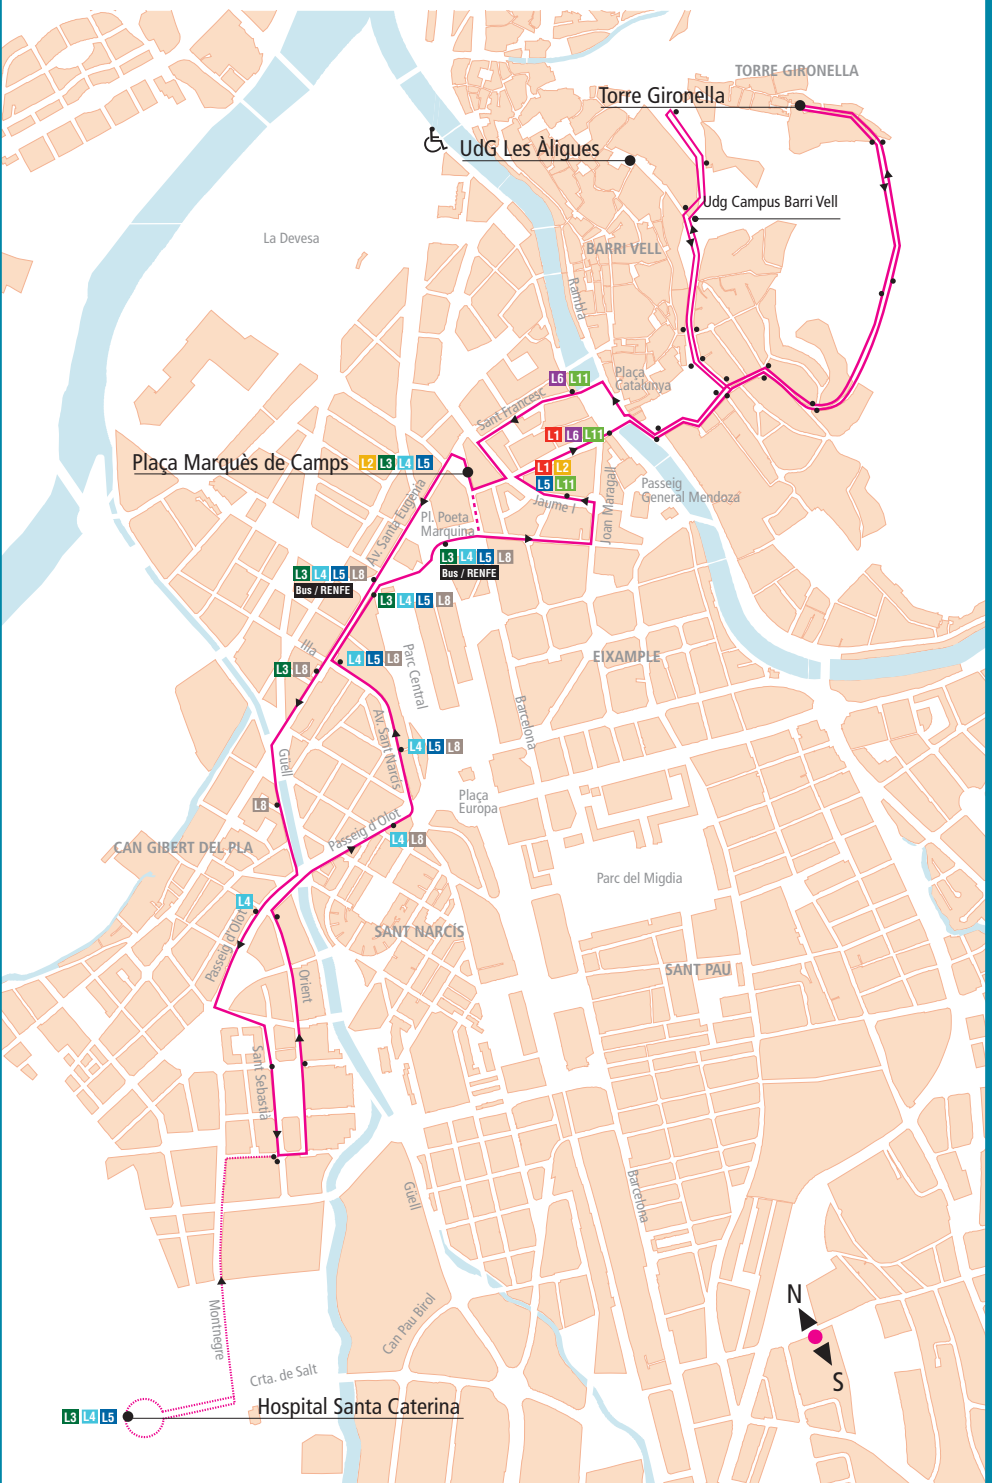 TORRE GIRONELLA
Torre Gironella
UdG Les Àligues
Udg Campus Barri Vell
La Devesa
BARRI VELL
Rambla
Plaça
Catalunya
L6 L11
Sant Francesc
L1 L6 L11
Plaça Marquès de Camps L2 L3 L4 L5
L1 L2
L5 L11
Jaume I
Joan Maragall
Passeig
General Mendoza
Av. Santa Eugenia
Pl. Poeta
Marquina
L3 L4 L5 L8
Bus / RENFE
L3 L4 L5 L8
Bus / RENFE
L3 L4 L5 L8
Illa
L4 L5 L8
L3 L8
Parc Central
EIXAMPLE
Barcelona
Av. Sant Narcís
L4 L5 L8
Güell
Plaça
Europa
L8
Passeig d'Olot
L4 L8
CAN GIBERT DEL PLA
Parc del Migdia
L4
Passeig d'Olot
SANT NARCÍS
SANT PAU
Orient
Sant Sebastià
Güell
Barcelona
Montnegre
Can Pau Birol
N
S
Crta. de Salt
L3 L4 L5
Hospital Santa Caterina